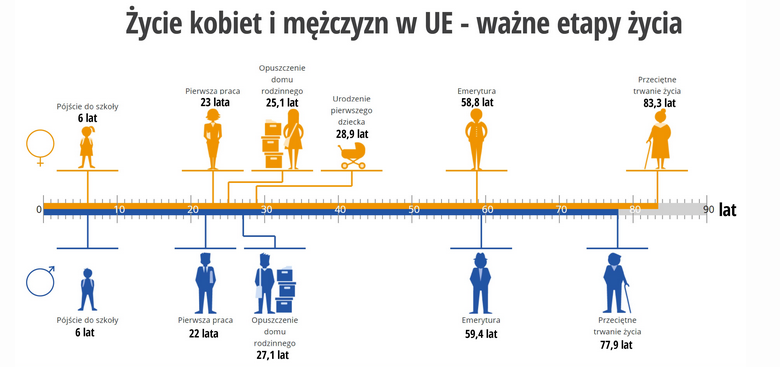 Życie kobiet i mężczyzn w UE - ważne etapy życia
Pójście do szkoły
6 lat
Pierwsza praca
23 lata
Opuszczenie
domu
rodzinnego
25,1 lat
Urodzenie
pierwszego
dziecka
28,9 lat
Emerytura
58,8 lat
Przeciętne
trwanie życia
83,3 lat
0 10 20 30 40 50 60 70 80 90 lat
Pójście do szkoły
6 lat
Pierwsza praca
22 lata
Opuszczenie
domu
rodzinnego
27,1 lat
Emerytura
59,4 lat
Przeciętne
trwanie życia
77,9 lat